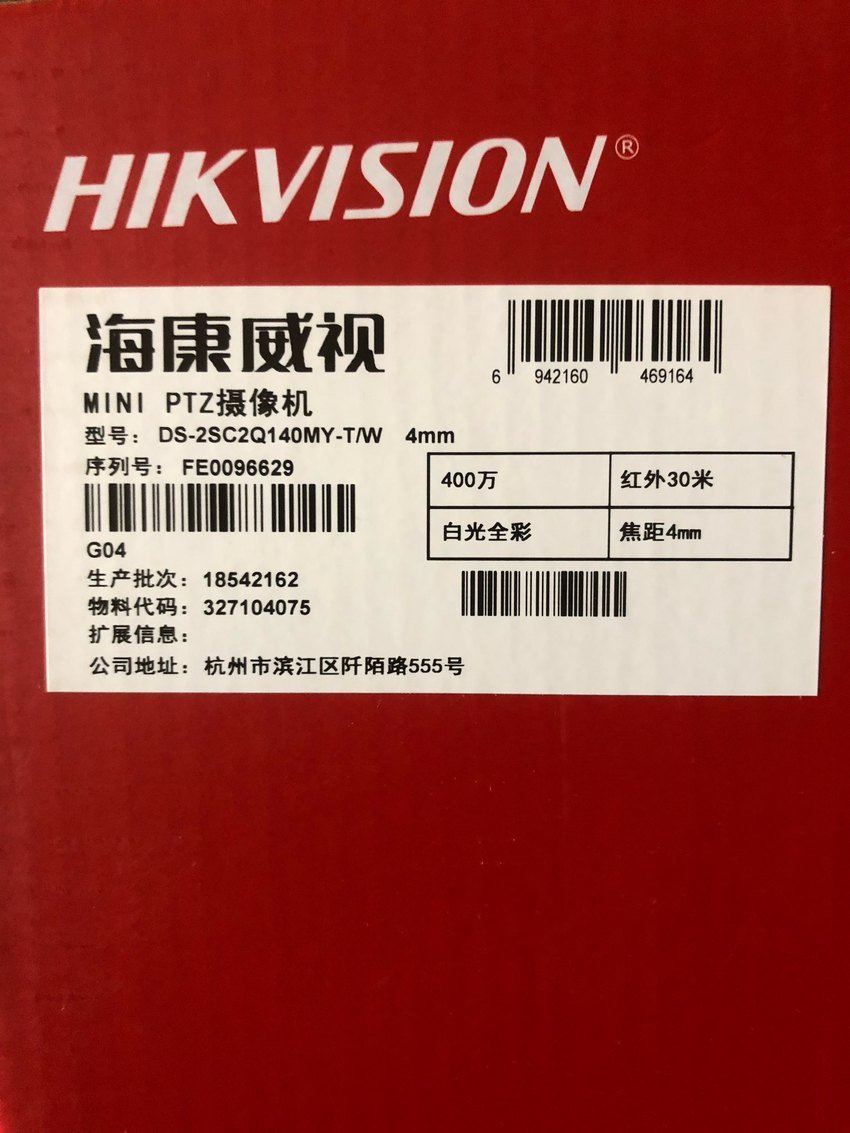 HIKVISION®
海康威视
MINI PTZ摄像机
型号：DS-2SC2Q140MY-T/W 4mm
序列号：FE0096629
G04
生产批次：18542162
物料代码：327104075
扩展信息：
公司地址：杭州市滨江区阡陌路555号
6 942160 469164
400万 红外30米
白光全彩 焦距4mm